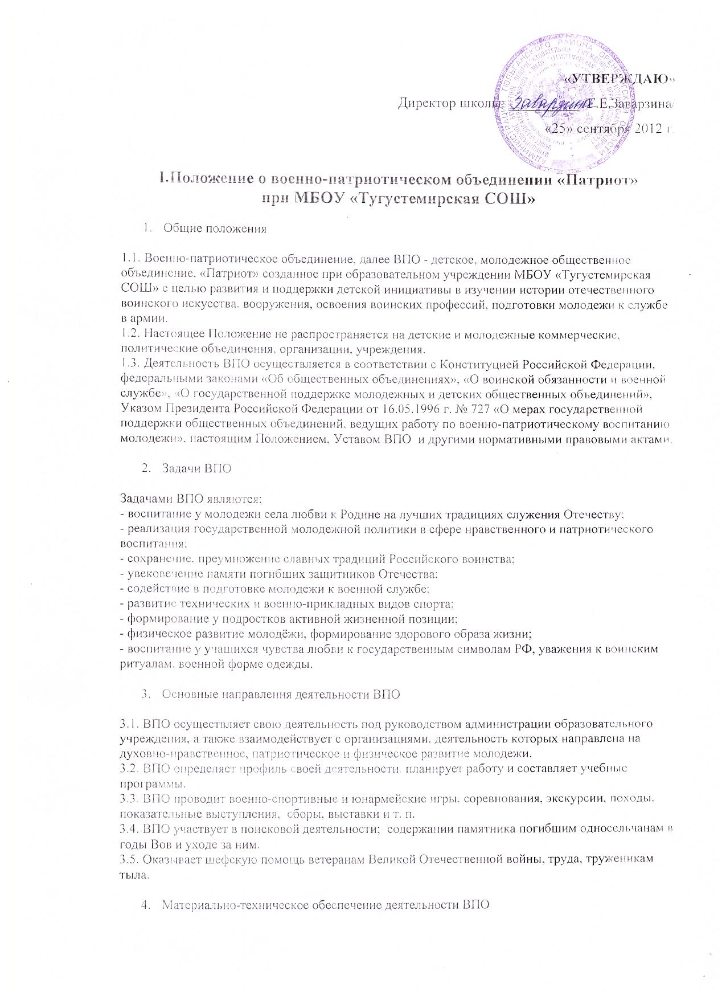 «УТВЕРЖДАЮ»
Директор школы: Заварзина Т.Е.Заварзина/
«25» сентября 2012 г.
I.Положение о военно-патриотическом объединении «Патриот»
при МБОУ «Тугустемирская СОШ»
1. Общие положения
1.1. Военно-патриотическое объединение, далее ВПО - детское, молодежное общественное
объединение, «Патриот» созданное при образовательном учреждении МБОУ «Тугустемирская
СОШ» с целью развития и поддержки детской инициативы в изучении истории отечественного
воинского искусства, вооружения, освоения воинских профессий, подготовки молодежи к службе
в армии.
1.2. Настоящее Положение не распространяется на детские и молодежные коммерческие,
политические объединения, организации, учреждения.
1.3. Деятельность ВПО осуществляется в соответствии с Конституцией Российской Федерации,
федеральными законами «Об общественных объединениях», «О воинской обязанности и военной
службе», «О государственной поддержке молодежных и детских общественных объединений»,
Указом Президента Российской Федерации от 16.05.1996 г. № 727 «О мерах государственной
поддержки общественных объединений, ведущих работу по военно-патриотическому воспитанию
молодежи», настоящим Положением, Уставом ВПО и другими нормативными правовыми актами.
2. Задачи ВПО
Задачами ВПО являются:
- воспитание у молодежи села любви к Родине на лучших традициях служения Отечеству;
- реализация государственной молодежной политики в сфере нравственного и патриотического
воспитания;
- сохранение, преумножение славных традиций Российского воинства;
- увековечение памяти погибших защитников Отечества;
- содействие в подготовке молодежи к военной службе;
- развитие технических и военно-прикладных видов спорта;
- формирование у подростков активной жизненной позиции;
- физическое развитие молодёжи, формирование здорового образа жизни;
- воспитание у учащихся чувства любви к государственным символам РФ, уважения к воинским
ритуалам, военной форме одежды.
3. Основные направления деятельности ВПО
3.1. ВПО осуществляет свою деятельность под руководством администрации образовательного
учреждения, а также взаимодействует с организациями, деятельность которых направлена на
духовно-нравственное, патриотическое и физическое развитие молодежи.
3.2. ВПО определяет профиль своей деятельности, планирует работу и составляет учебные
программы.
3.3. ВПО проводит военно-спортивные и юнармейские игры, соревнования, экскурсии, походы,
показательные выступления, сборы, выставки и т. п.
3.4. ВПО участвует в поисковой деятельности; содержании памятника погибшим односельчанам в
годы Вов и уходе за ним.
3.5. Оказывает шефскую помощь ветеранам Великой Отечественной войны, труда, труженикам
тыла.
4. Материально-техническое обеспечение деятельности ВПО
АДМИНИСТРАЦИЯ ТЮЛЬГАНСКОГО РАЙОНА ОРЕНБУРГСКОЙ ОБЛАСТИ